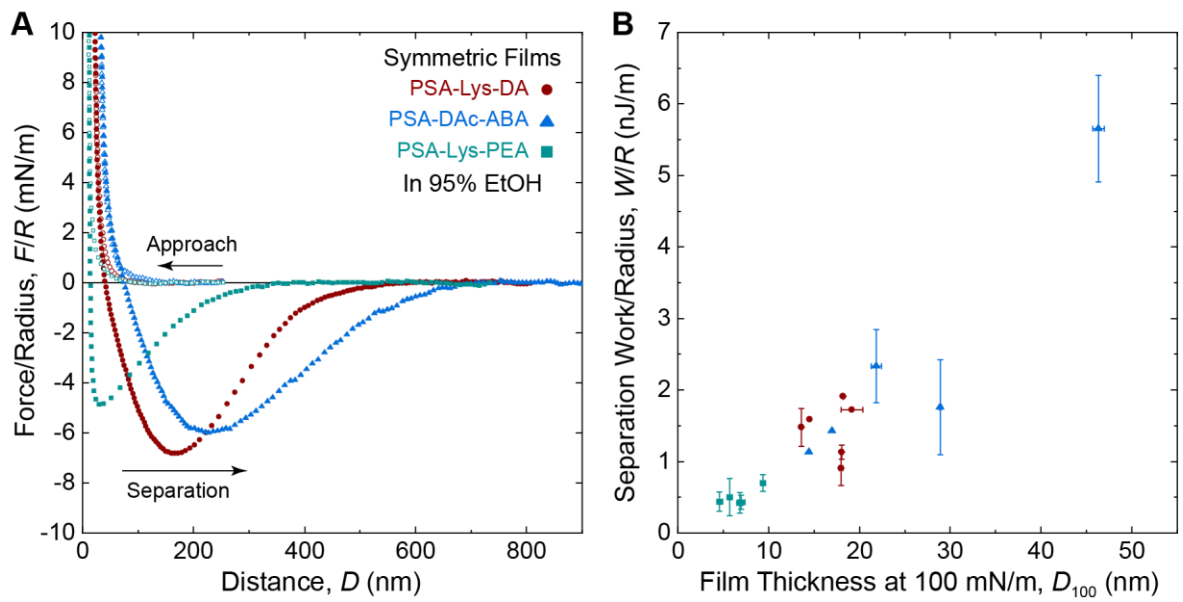 A
10
8
6
4
2
0
-2
-4
-6
-8
-10
Force/Radius, F/R (mN/m)
Symmetric Films
PSA-Lys-DA
PSA-DAc-ABA
PSA-Lys-PEA
In 95% EtOH
Approach
Separation
0 200 400 600 800
Distance, D (nm)
B
7
6
5
4
3
2
1
0
Separation Work/Radius, W/R (nJ/m)
0 10 20 30 40 50
Film Thickness at 100 mN/m, D₁₀₀ (nm)